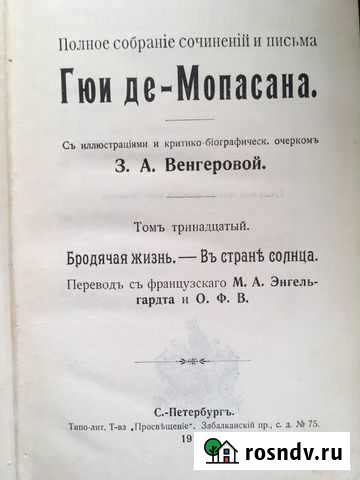 Полное собраніе сочиненій и письма
Гюи де-Мопасана.
Съ иллюстраціями и критико-біографическ. очеркомъ
З. А. Венгеровой.
Томъ тринадцатый.
Бродячая жизнь. — Въ странѣ солнца.
Переводъ съ французскаго М. А. Энгель-
гардта и О. Ф. В.
С.-Петербургъ.
Типо-лит. Т-ва „Просвѣщеніе“. Забалканскій пр., с. д. № 75.
19
rosndv.ru